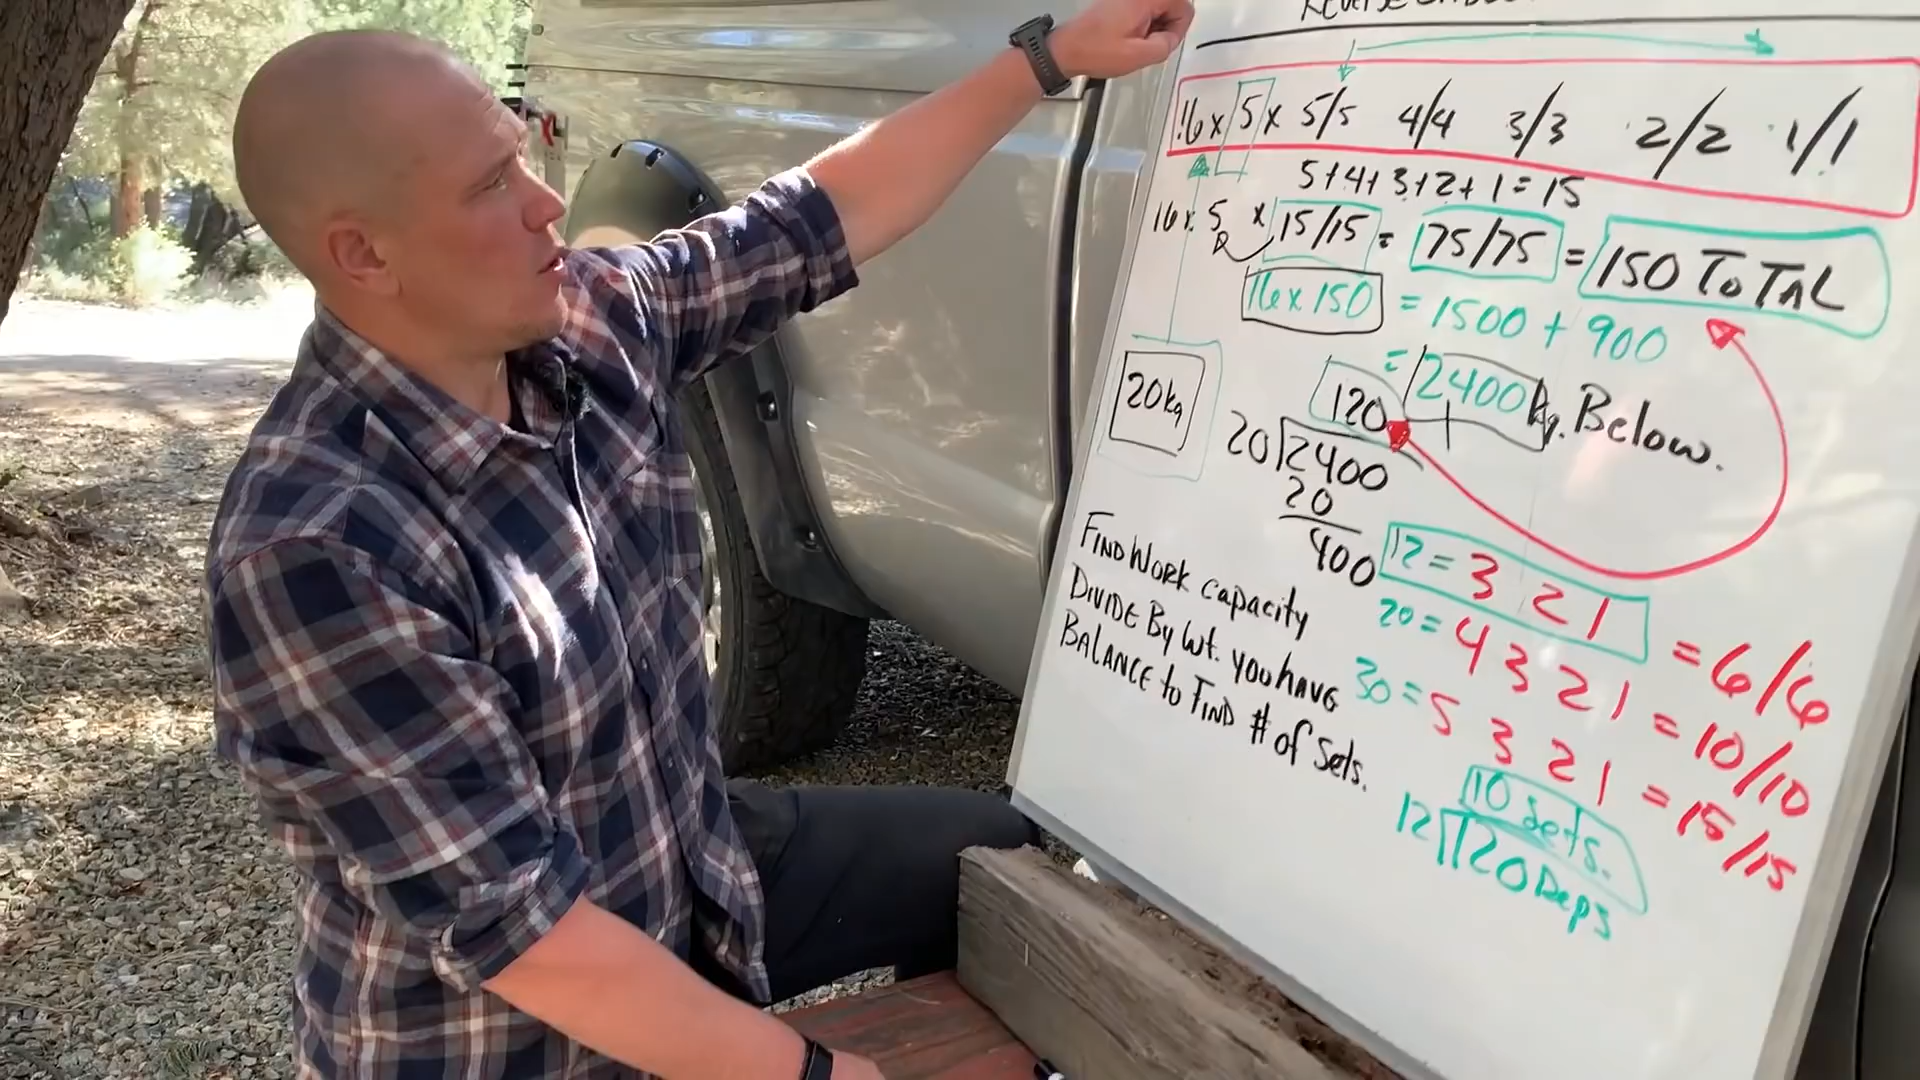 16 x 5 x 5/5 4/4 3/3 2/2 1/1
5+4+3+2+1=15
16 x 5 x 15/15 = 75/75 = 150 TOTAL
16 x 150 = 1500 + 900
= 2400 kg. Below.
20kg
120
20 2400
20
400
FIND WORK capacity
DIVIDE By Wt. you have
BALANCE to FIND # of Sets.
12 = 3 2 1 = 6/6
20 = 4 3 2 1 = 10/10
30 = 5 3 2 1 = 15/15
10 Sets.
12 120 Reps